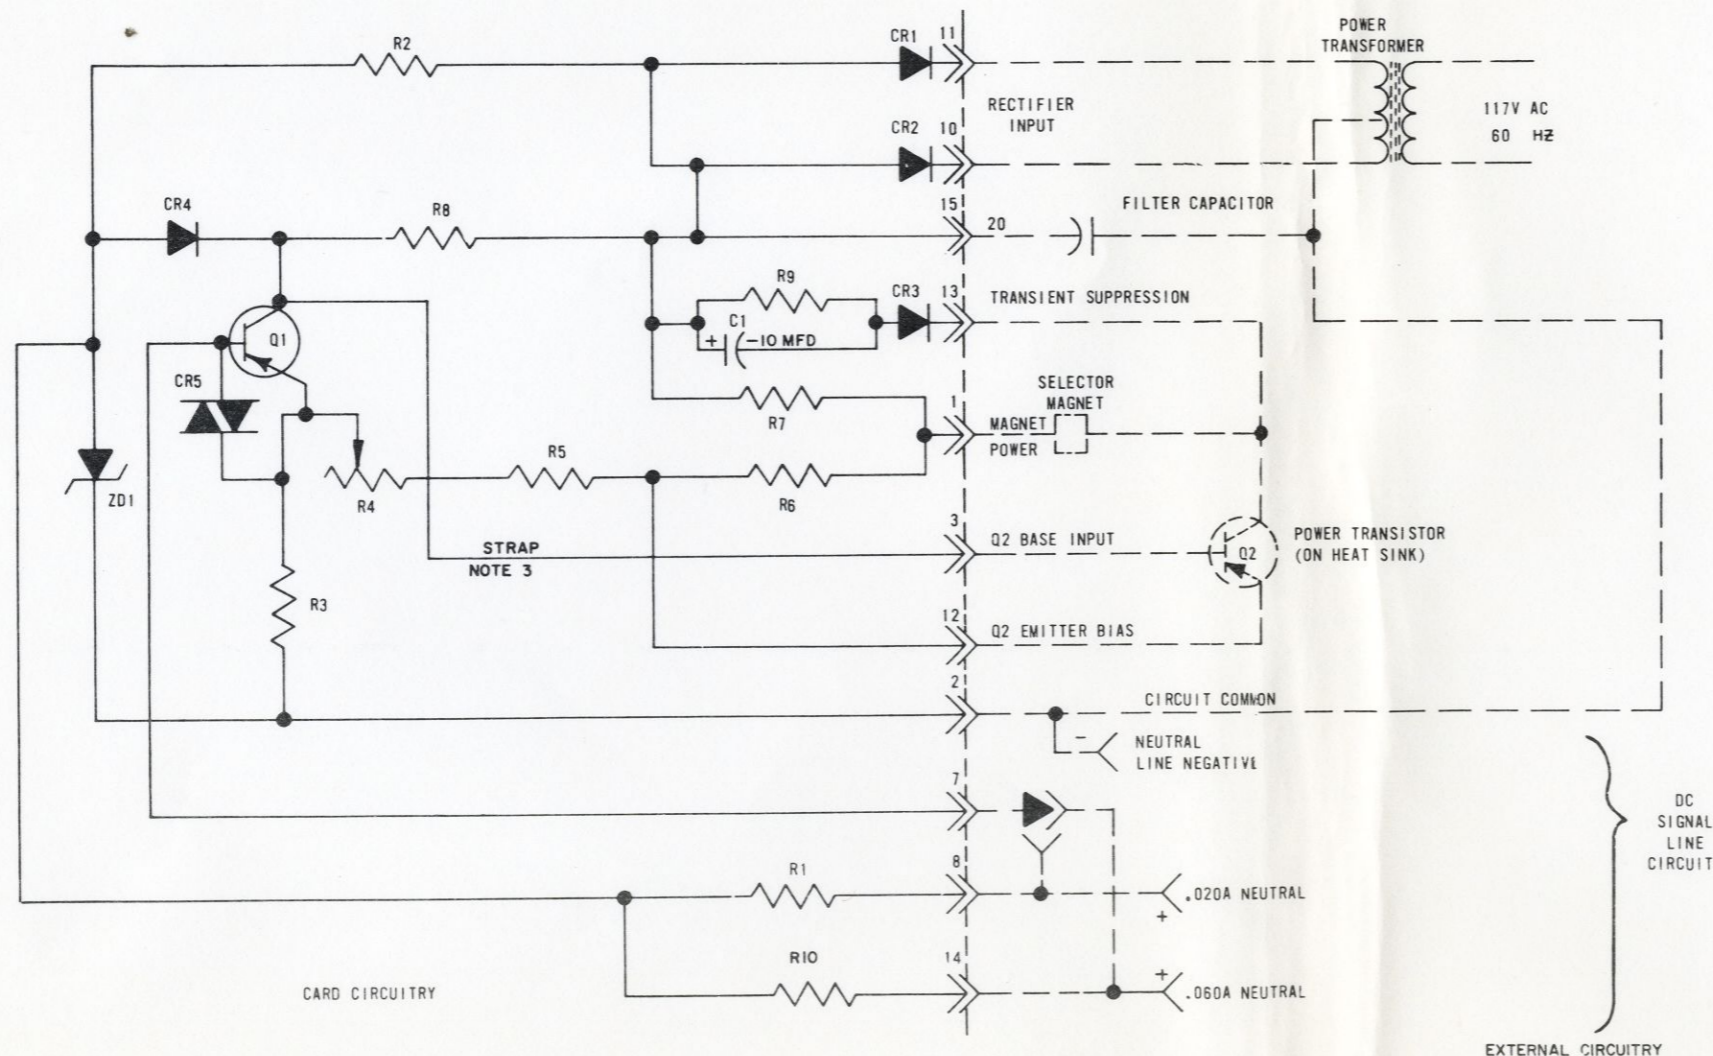 POWER
TRANSFORMER
R2
CR1
11
RECTIFIER
INPUT
117V AC
60 HZ
CR2
10
CR4
R8
15
20
FILTER CAPACITOR
R9
CR3
13
TRANSIENT SUPPRESSION
C1
+
-10 MFD
Q1
CR5
SELECTOR
MAGNET
1
MAGNET
POWER
R7
R5
R4
R6
ZD1
3
Q2 BASE INPUT
STRAP
NOTE 3
Q2
POWER TRANSISTOR
(ON HEAT SINK)
R3
12
Q2 EMITTER BIAS
2
CIRCUIT COMMON
-
NEUTRAL
LINE NEGATIVE
7
DC
SIGNAL
LINE
CIRCUIT
8
R1
.020A NEUTRAL
+
R10
14
+
.060A NEUTRAL
CARD CIRCUITRY
EXTERNAL CIRCUITRY